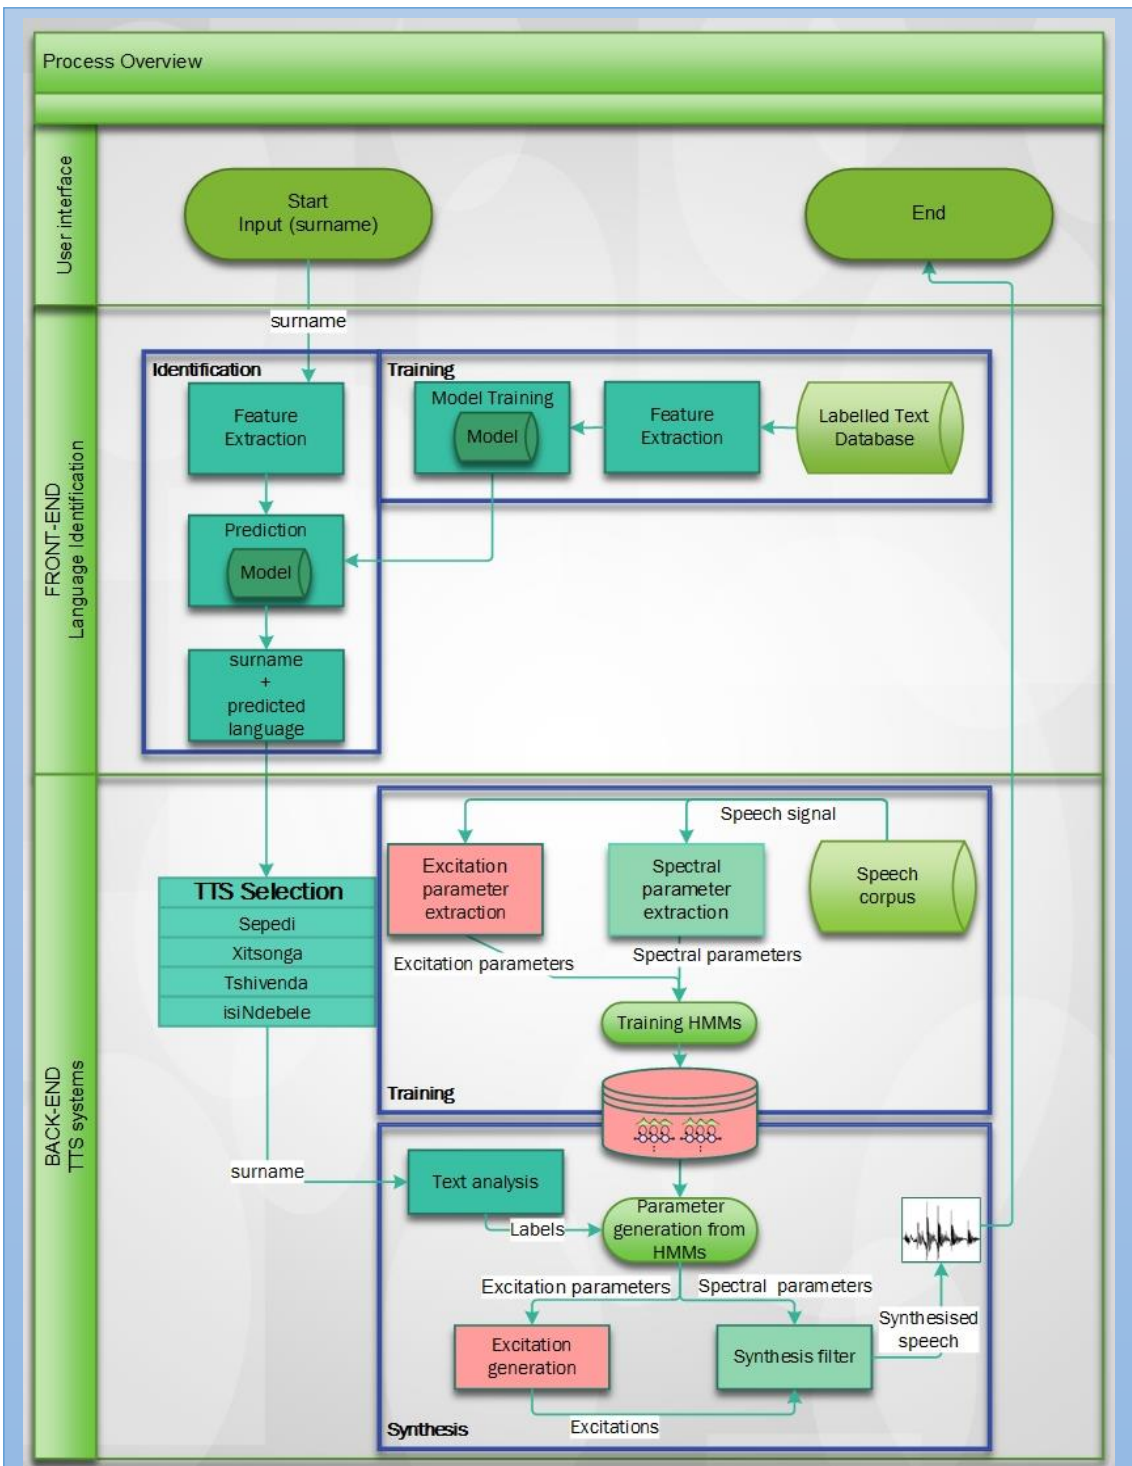 Process Overview
User interface
Start
Input (surname)
End
surname
FRONT-END
Language Identification
Identification
Feature
Extraction
Prediction
Model
surname
+
predicted
language
Training
Model Training
Model
Feature
Extraction
Labelled Text
Database
BACK-END
TTS systems
TTS Selection
Sepedi
Xitsonga
Tshivenda
isiNdebele
surname
Speech signal
Excitation
parameter
extraction
Spectral
parameter
extraction
Speech
corpus
Excitation parameters
Spectral parameters
Training HMMs
Training
Text analysis
Labels
Parameter
generation from
HMMs
Excitation parameters
Spectral parameters
Excitation
generation
Synthesis filter
Synthesised
speech
Excitations
Synthesis